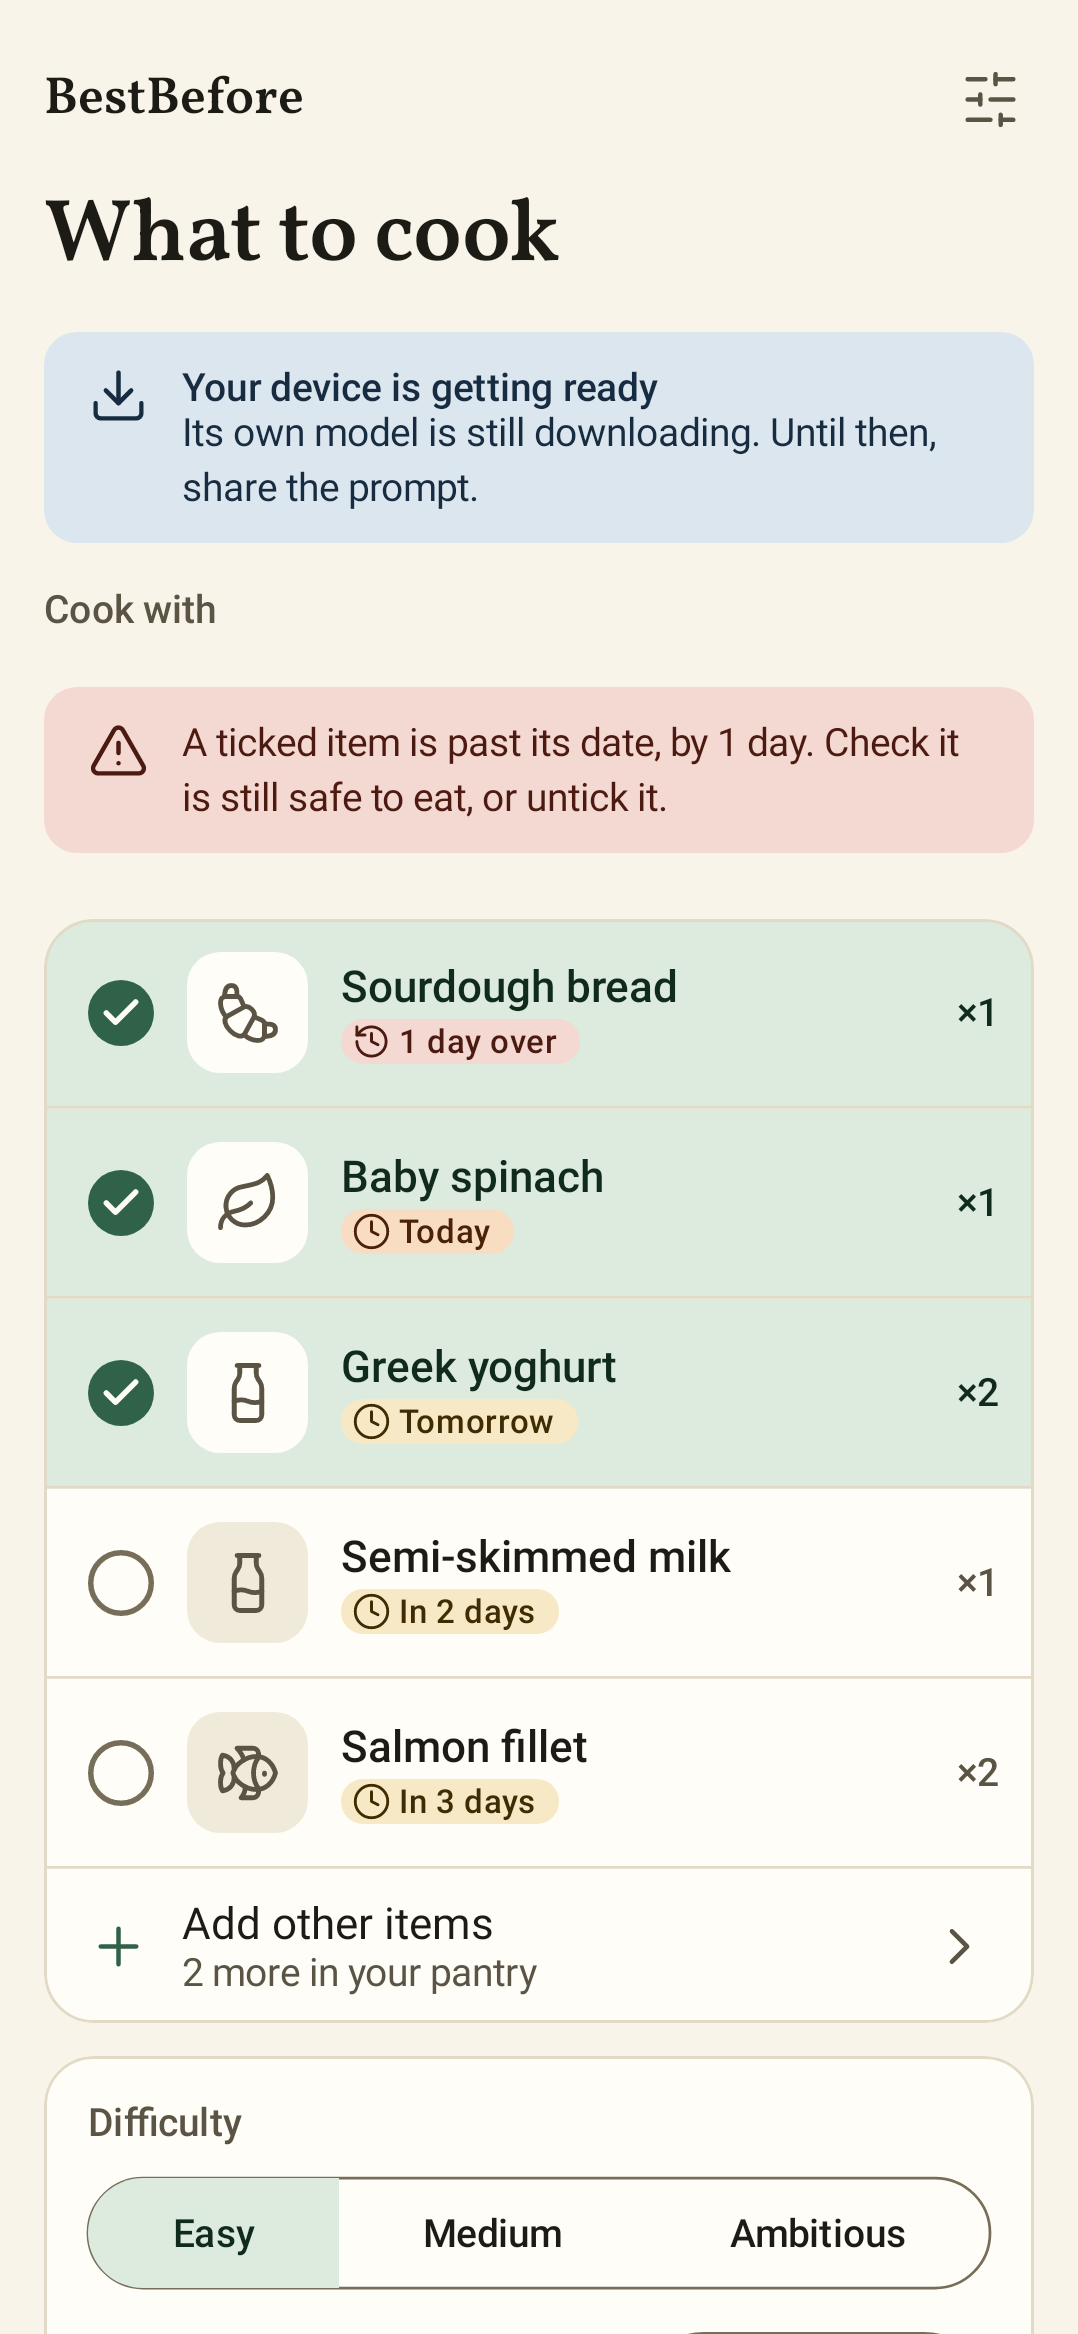 BestBefore
What to cook
Your device is getting ready
Its own model is still downloading. Until then,
share the prompt.
Cook with
A ticked item is past its date, by 1 day. Check it
is still safe to eat, or untick it.
Sourdough bread
1 day over
×1
Baby spinach
Today
×1
Greek yoghurt
Tomorrow
×2
Semi-skimmed milk
In 2 days
×1
Salmon fillet
In 3 days
×2
Add other items
2 more in your pantry
Difficulty
Easy
Medium
Ambitious